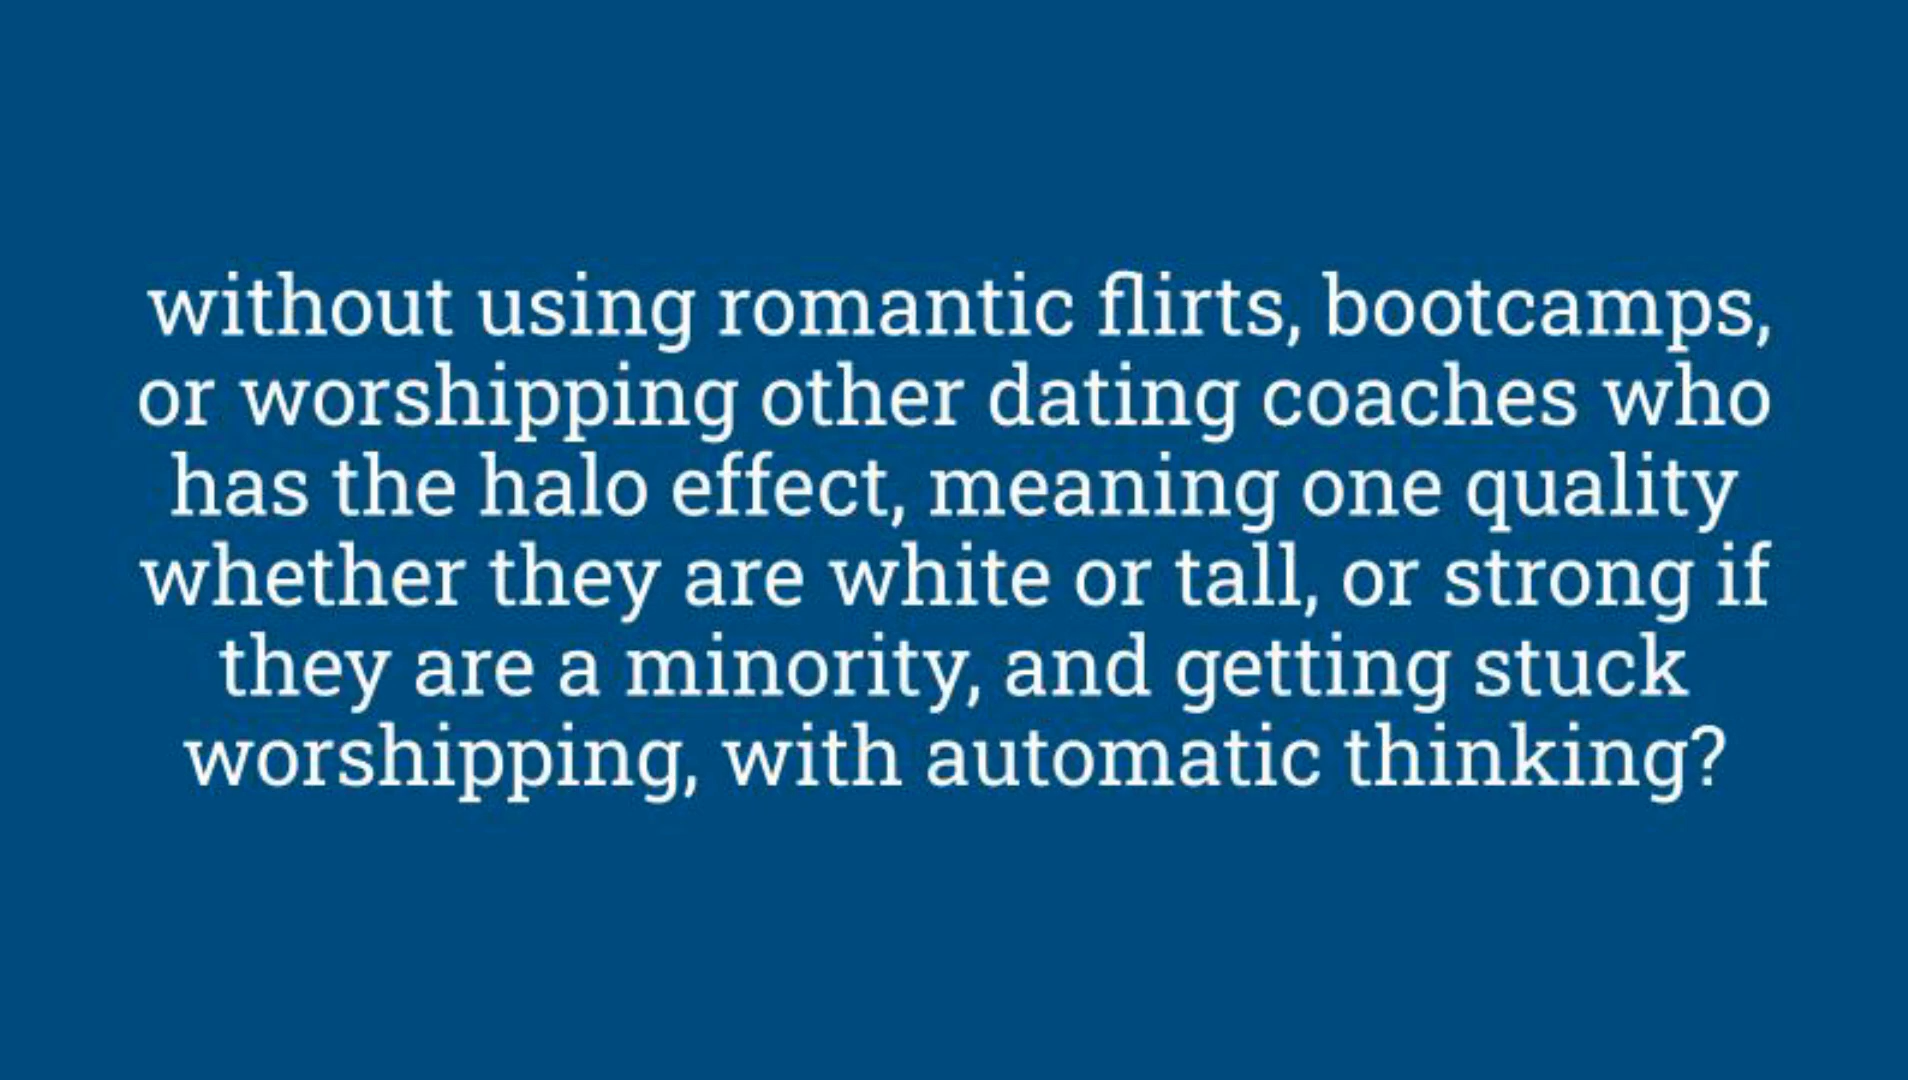 without using romantic flirts, bootcamps,
or worshipping other dating coaches who
has the halo effect, meaning one quality
whether they are white or tall, or strong if
they are a minority, and getting stuck
worshipping, with automatic thinking?